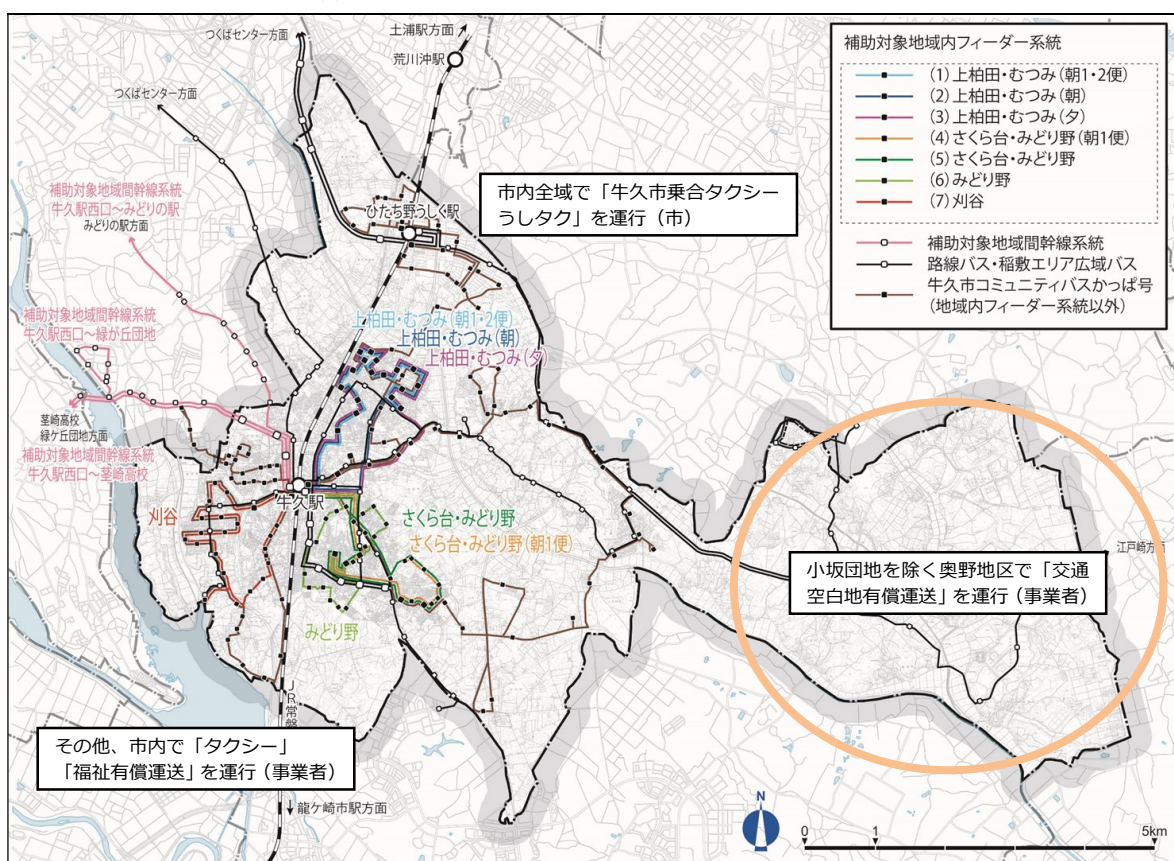 つくばセンター方面
土浦駅方面
荒川沖駅
つくばセンター方面
補助対象地域間幹線系統
牛久駅西口～みどりの駅
みどりの駅方面
ひたち野うしく駅
市内全域で「牛久市乗合タクシー
うしタク」を運行（市）
補助対象地域内フィーダー系統
(1)上柏田・むつみ(朝1・2便)
(2)上柏田・むつみ(朝)
(3)上柏田・むつみ(夕)
(4)さくら台・みどり野(朝1便)
(5)さくら台・みどり野
(6)みどり野
(7)刈谷
補助対象地域間幹線系統
路線バス・稲敷エリア広域バス
牛久市コミュニティバスかっぱ号
(地域内フィーダー系統以外)
補助対象地域間幹線系統
牛久駅西口～緑が丘団地
上柏田・むつみ(朝1・2便)
上柏田・むつみ(朝)
上柏田・むつみ(夕)
茎崎高校
緑ケ丘団地方面
補助対象地域間幹線系統
牛久駅西口～茎崎高校
牛久駅
刈谷
さくら台・みどり野
さくら台・みどり野(朝1便)
みどり野
江戸崎方面
小坂団地を除く奥野地区で「交通
空白地有償運送」を運行（事業者）
JR常磐
その他、市内で「タクシー」
「福祉有償運送」を運行（事業者）
龍ケ崎市駅方面
N
0 1 5km